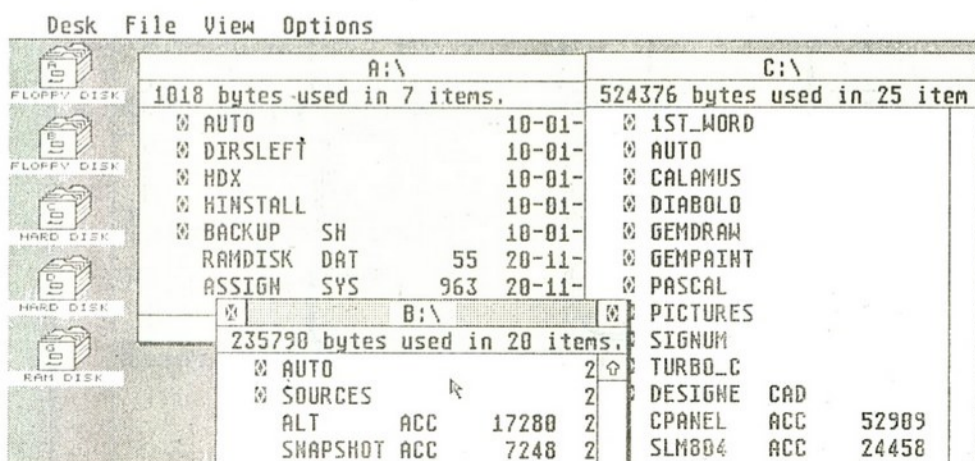 Desk File View Options
FLOPPY DISK
FLOPPY DISK
HARD DISK
HARD DISK
RAM DISK
A:\
1018 bytes used in 7 items.
AUTO 10-01-
DIRSLEFT 10-01-
HDX 10-01-
HINSTALL 10-01-
BACKUP SH 10-01-
RAMDISK DAT 55 20-11-
ASSIGN SYS 963 20-11-
B:\
235790 bytes used in 20 items.
AUTO 2
SOURCES 2
ALT ACC 17280 2
SNAPSHOT ACC 7248 2
C:\
524376 bytes used in 25 item
1ST_WORD
AUTO
CALAMUS
DIABOLO
GEMDRAW
GEMPAINT
PASCAL
PICTURES
SIGNUM
TURBO_C
DESIGNE CAD
CPANEL ACC 52909
SLM804 ACC 24458